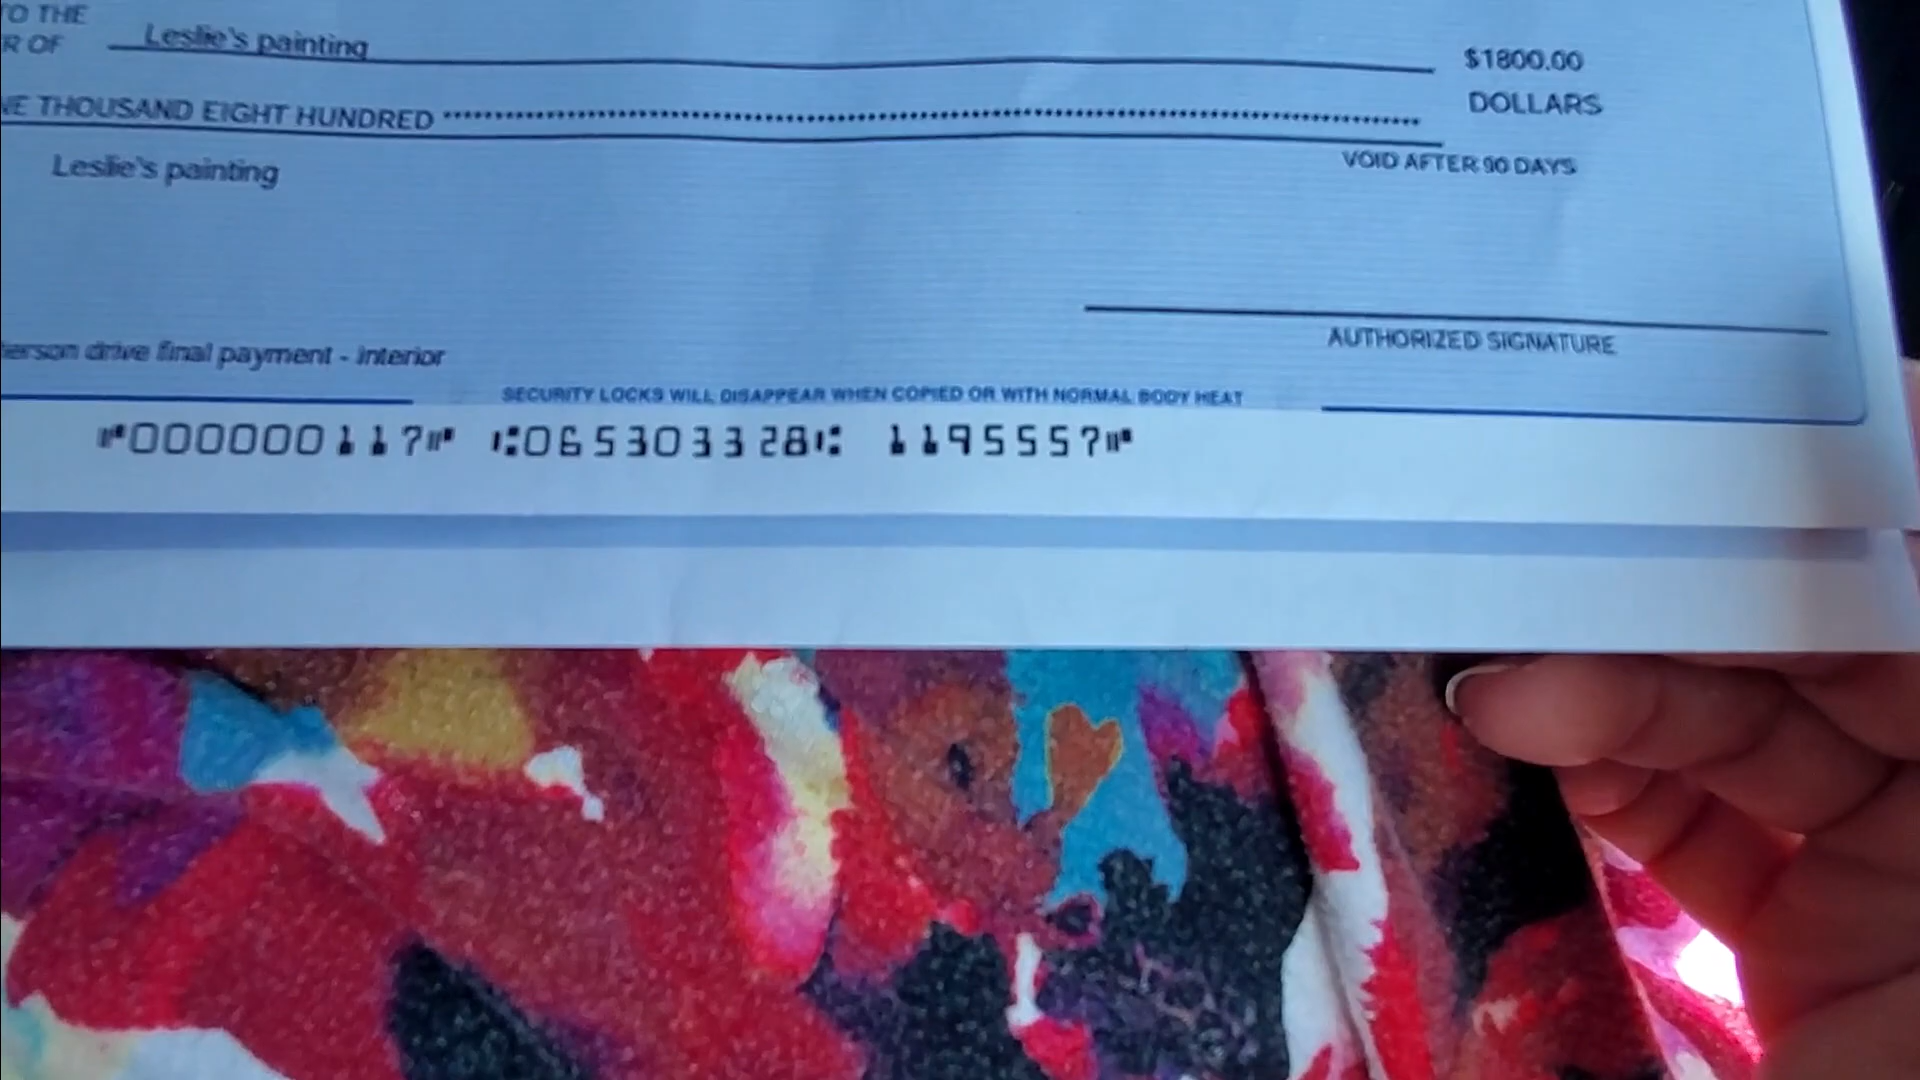 TO THE
R OF Leslie's painting $1800.00
NE THOUSAND EIGHT HUNDRED ******************************** DOLLARS
VOID AFTER 90 DAYS
Leslie's painting
AUTHORIZED SIGNATURE
erson drive final payment - interior
SECURITY LOCKS WILL DISAPPEAR WHEN COPIED OR WITH NORMAL BODY HEAT
⑈000000117⑈ ⑆065303328⑆ 1195557⑈